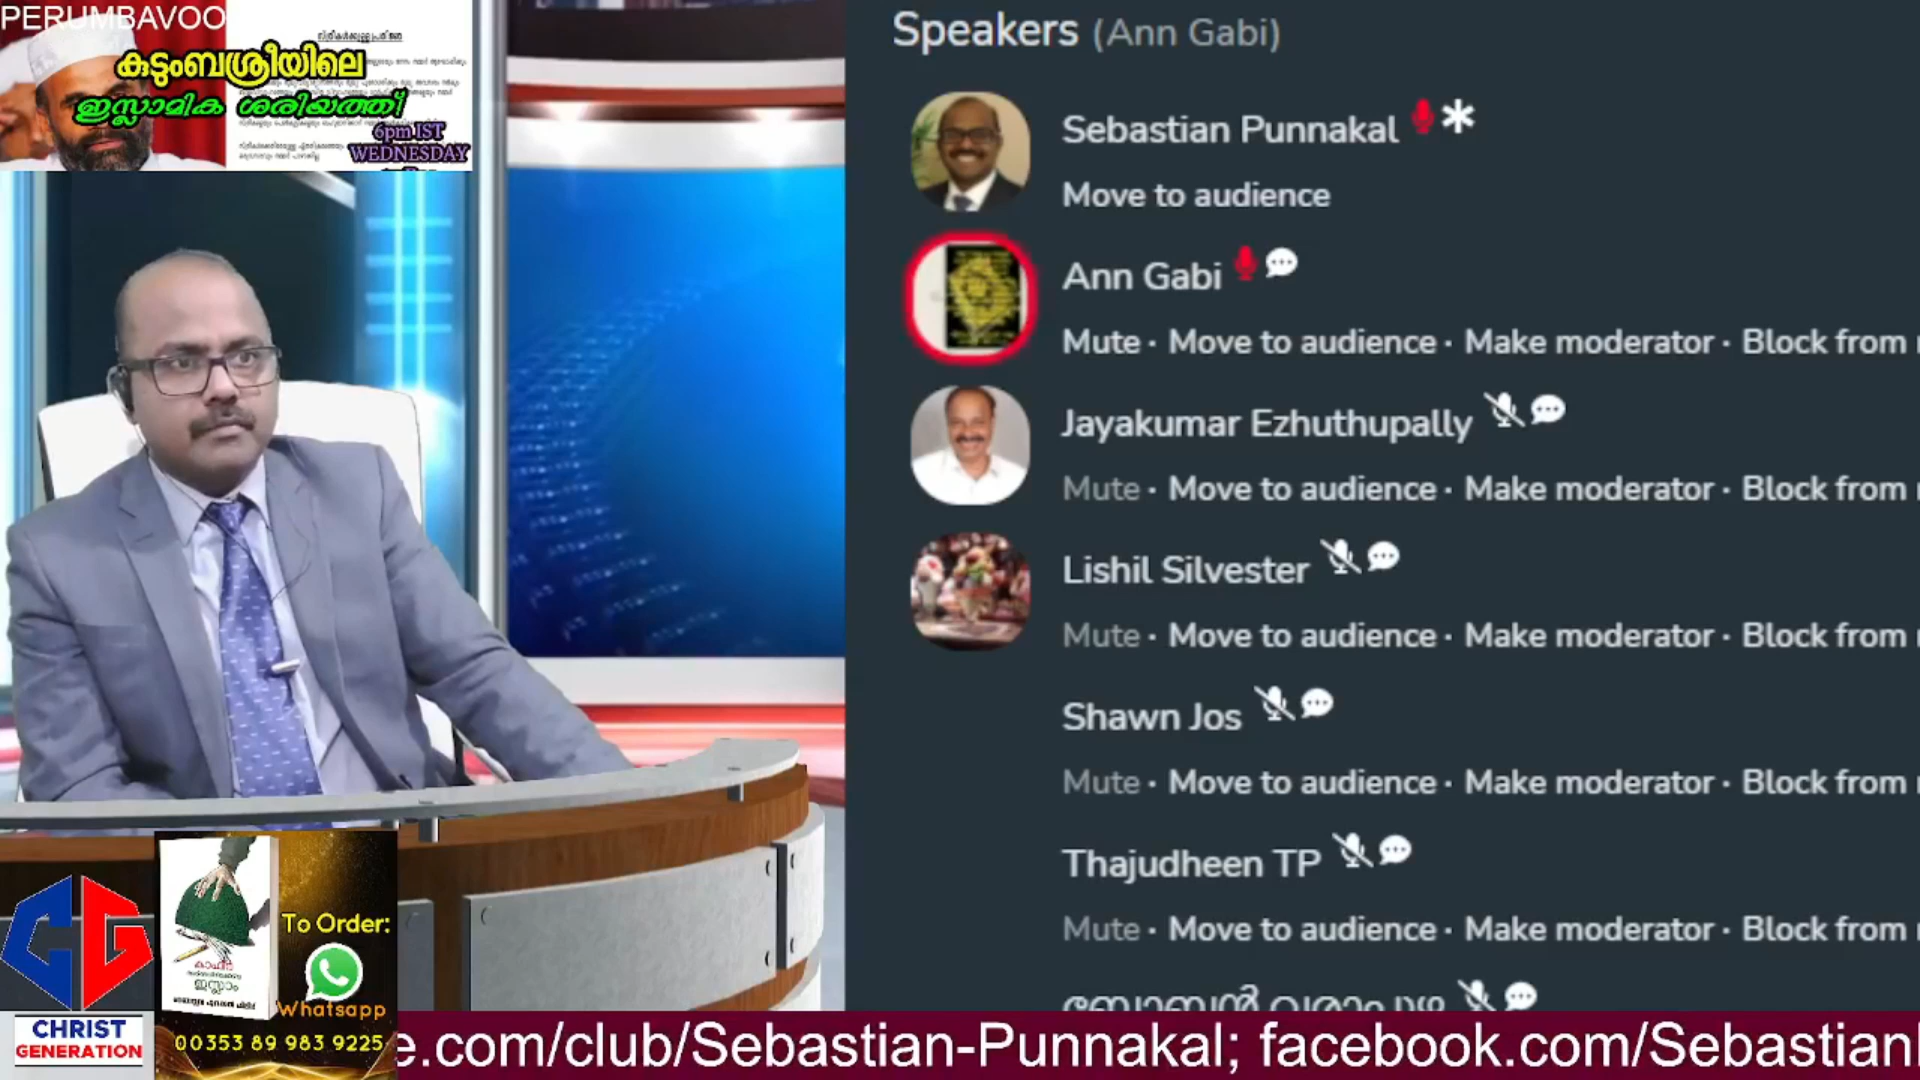 PERUMBAVOO
സ്ത്രീകൾക്കുള്ള പ്രതിജ്ഞ
കുടുംബശ്രീയിലെ
ഇസ്ലാമിക ശരിയത്ത്!
6pm IST
WEDNESDAY
Speakers (Ann Gabi)
Sebastian Punnakal
Move to audience
Ann Gabi
Mute · Move to audience · Make moderator · Block from
Jayakumar Ezhuthupally
Mute · Move to audience · Make moderator · Block from
Lishil Silvester
Mute · Move to audience · Make moderator · Block from
Shawn Jos
Mute · Move to audience · Make moderator · Block from
Thajudheen TP
Mute · Move to audience · Make moderator · Block from
CG
CHRIST
GENERATION
ഇസ്ലാം
To Order:
Whatsapp
00353 89 983 9225
e.com/club/Sebastian-Punnakal; facebook.com/Sebastian